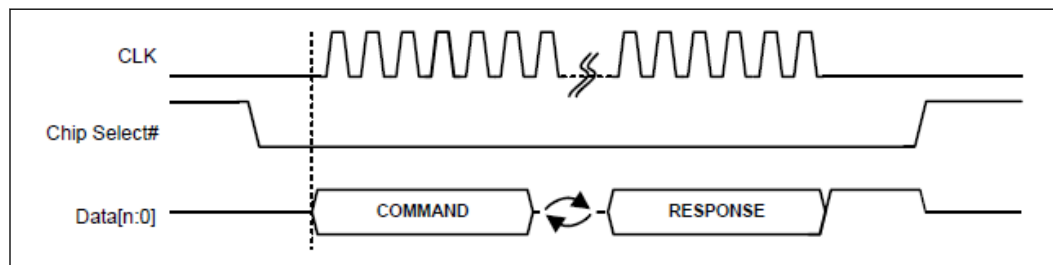 CLK
Chip Select#
Data[n:0]
COMMAND
RESPONSE